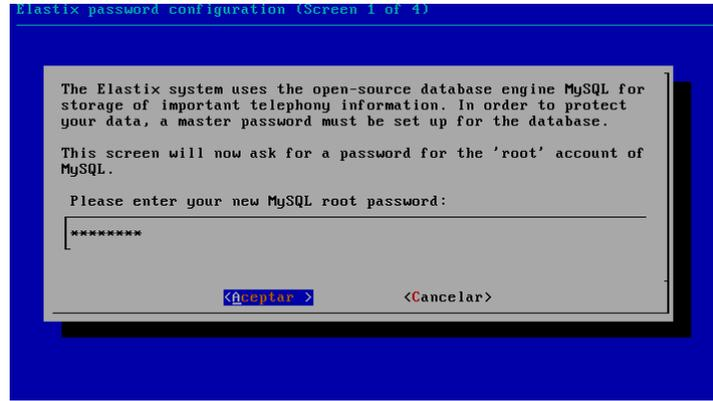 Elastix password configuration (Screen 1 of 4)
The Elastix system uses the open-source database engine MySQL for
storage of important telephony information. In order to protect
your data, a master password must be set up for the database.
This screen will now ask for a password for the 'root' account of
MySQL.
Please enter your new MySQL root password:
********
<Aceptar > <Cancelar>